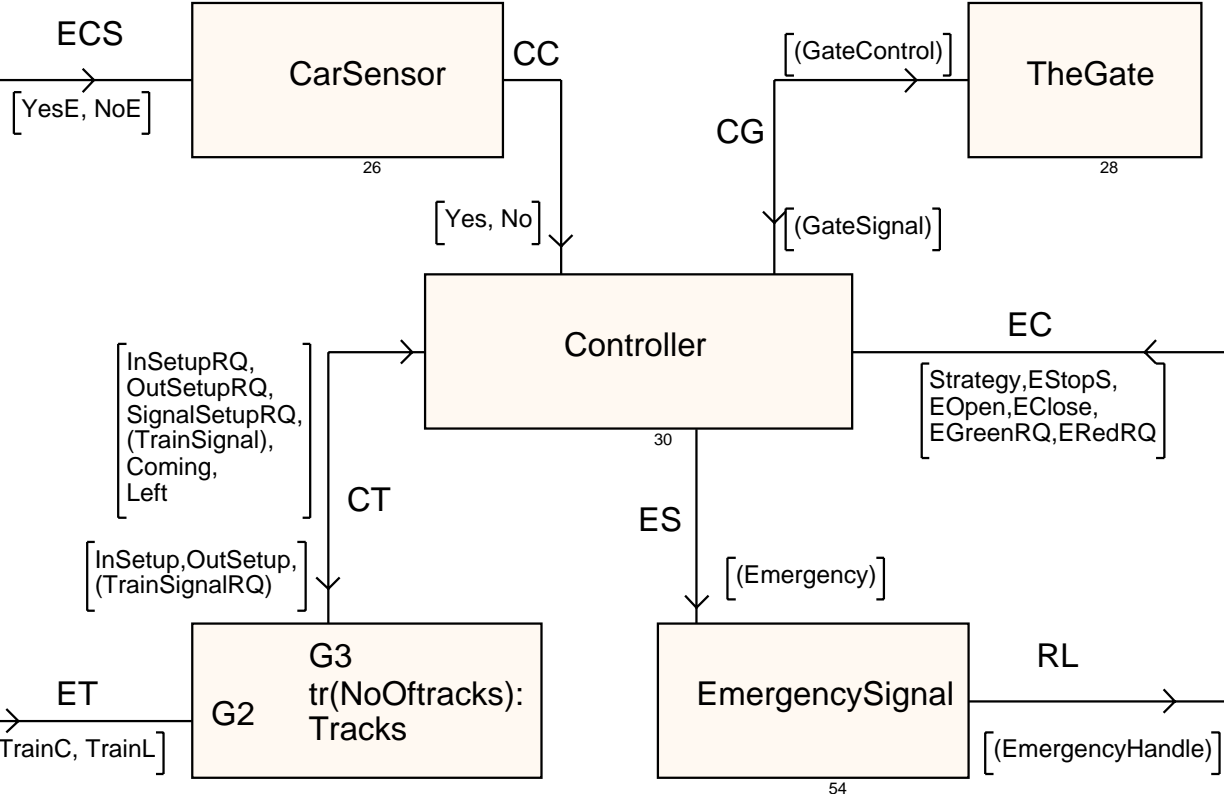 ECS
[YesE, NoE]
CarSensor
26
CC
[Yes, No]
[(GateControl)]
CG
[(GateSignal)]
TheGate
28
Controller
30
EC
[Strategy,EStopS,
EOpen,EClose,
EGreenRQ,ERedRQ]
[InSetupRQ,
OutSetupRQ,
SignalSetupRQ,
(TrainSignal),
Coming,
Left]
CT
[InSetup,OutSetup,
(TrainSignalRQ)]
ES
[(Emergency)]
ET
TrainC, TrainL]
G2
G3
tr(NoOftracks):
Tracks
EmergencySignal
54
RL
[(EmergencyHandle)]